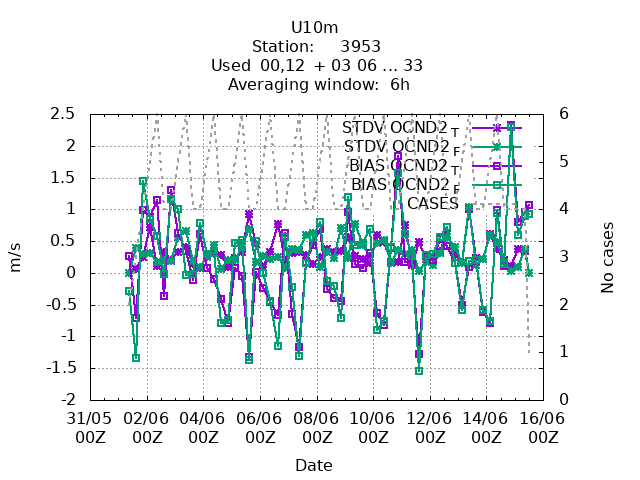 U10m
Station: 3953
Used 00,12 + 03 06 ... 33
Averaging window: 6h
2.5
2
1.5
1
0.5
0
-0.5
-1
-1.5
-2
m/s
6
5
4
3
2
1
0
No cases
STDV OCND2 T
STDV OCND2 F
BIAS OCND2 T
BIAS OCND2 F
CASES
31/05 02/06 04/06 06/06 08/06 10/06 12/06 14/06 16/06
00Z 00Z 00Z 00Z 00Z 00Z 00Z 00Z 00Z
Date